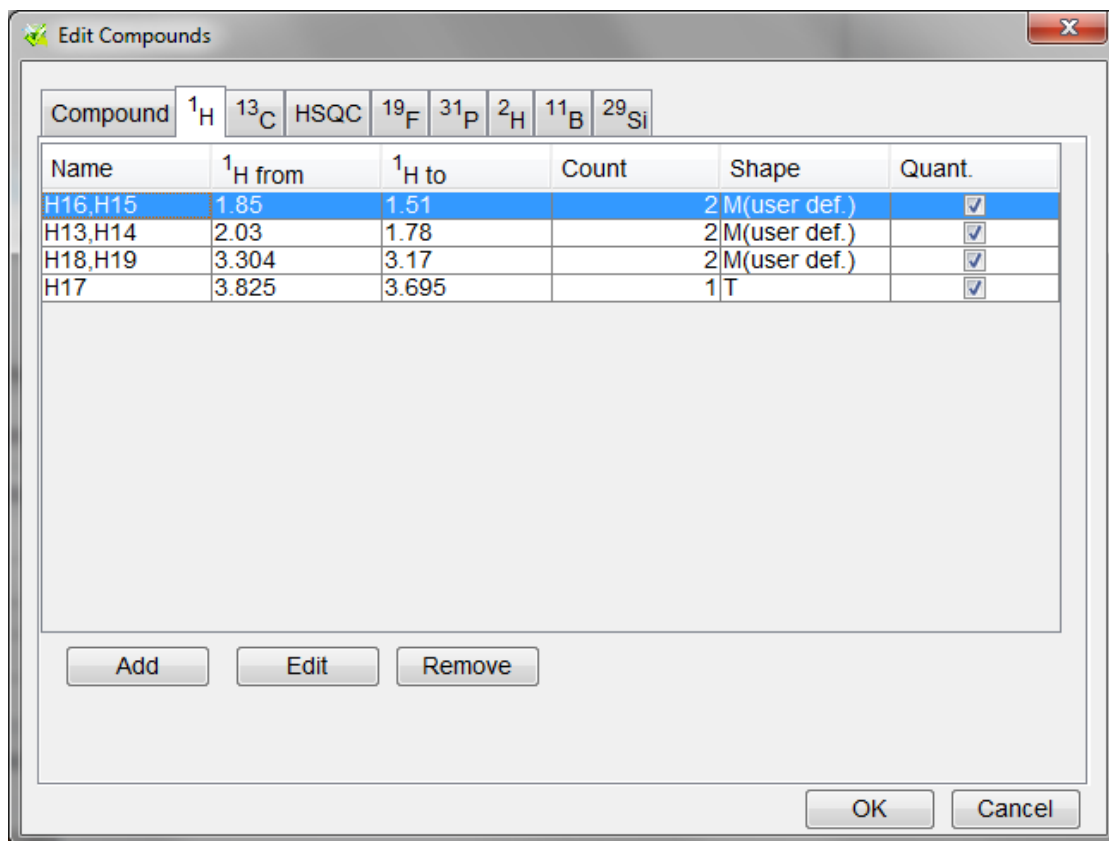 Edit Compounds
Compound ¹H ¹³C HSQC ¹⁹F ³¹P ²H ¹¹B ²⁹Si
Name ¹H from ¹H to Count Shape Quant.
H16,H15 1.85 1.51 2 M(user def.)
H13,H14 2.03 1.78 2 M(user def.)
H18,H19 3.304 3.17 2 M(user def.)
H17 3.825 3.695 1 T
Add Edit Remove
OK Cancel